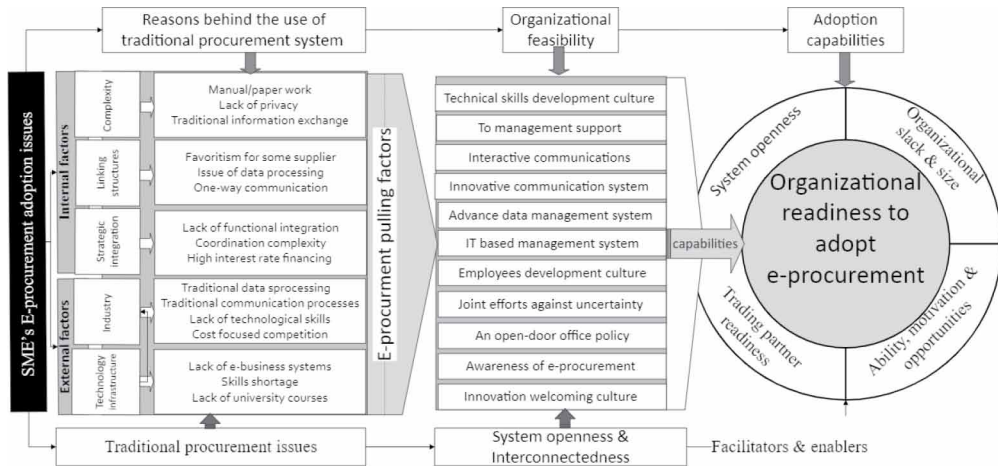 Reasons behind the use of
traditional procurement system
Organizational
feasibility
Adoption
capabilities
SME's E-procurement adoption issues
Internal factors
External factors
Complexity
Manual/paper work
Lack of privacy
Traditional information exchange
Linking
structures
Favoritism for some supplier
Issue of data processing
One-way communication
Strategic
integration
Lack of functional integration
Coordination complexity
High interest rate financing
Industry
Traditional data sprocessing
Traditional communication processes
Lack of technological skills
Cost focused competition
Technology
infrastructure
Lack of e-business systems
Skills shortage
Lack of university courses
E-procurment pulling factors
Technical skills development culture
To management support
Interactive communications
Innovative communication system
Advance data management system
IT based management system
Employees development culture
Joint efforts against uncertainty
An open-door office policy
Awareness of e-procurement
Innovation welcoming culture
capabilities
System openness
Organizational
slack & size
Organizational
readiness to
adopt
e-procurement
Trading partner
readiness
Ability, motivation &
opportunities
Traditional procurement issues
System openness &
Interconnectedness
Facilitators & enablers